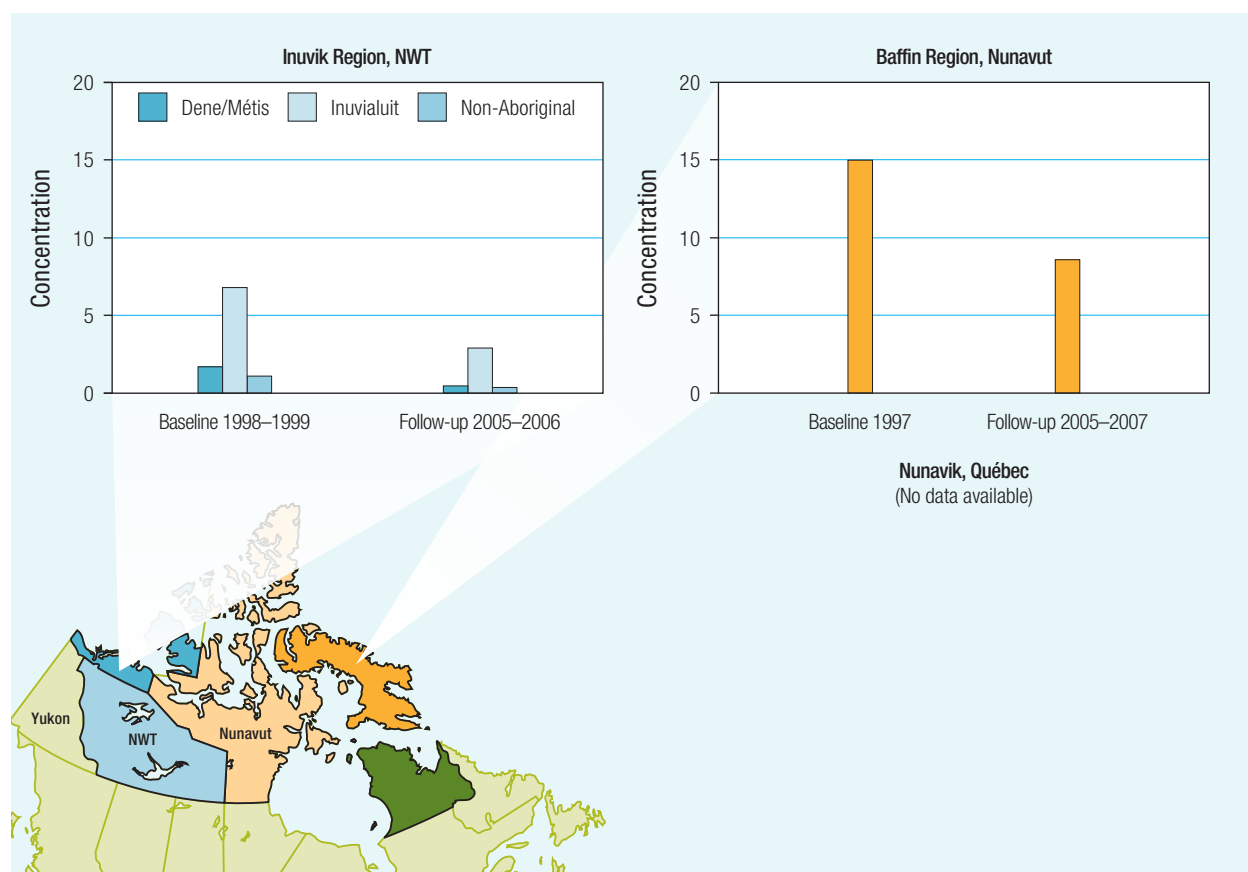 Inuvik Region, NWT
20
15
10
5
0
Concentration
Dene/Métis Inuvialuit Non-Aboriginal
Baseline 1998–1999 Follow-up 2005–2006
Baffin Region, Nunavut
20
15
10
5
0
Concentration
Baseline 1997 Follow-up 2005–2007
Nunavik, Québec
(No data available)
Yukon
NWT
Nunavut